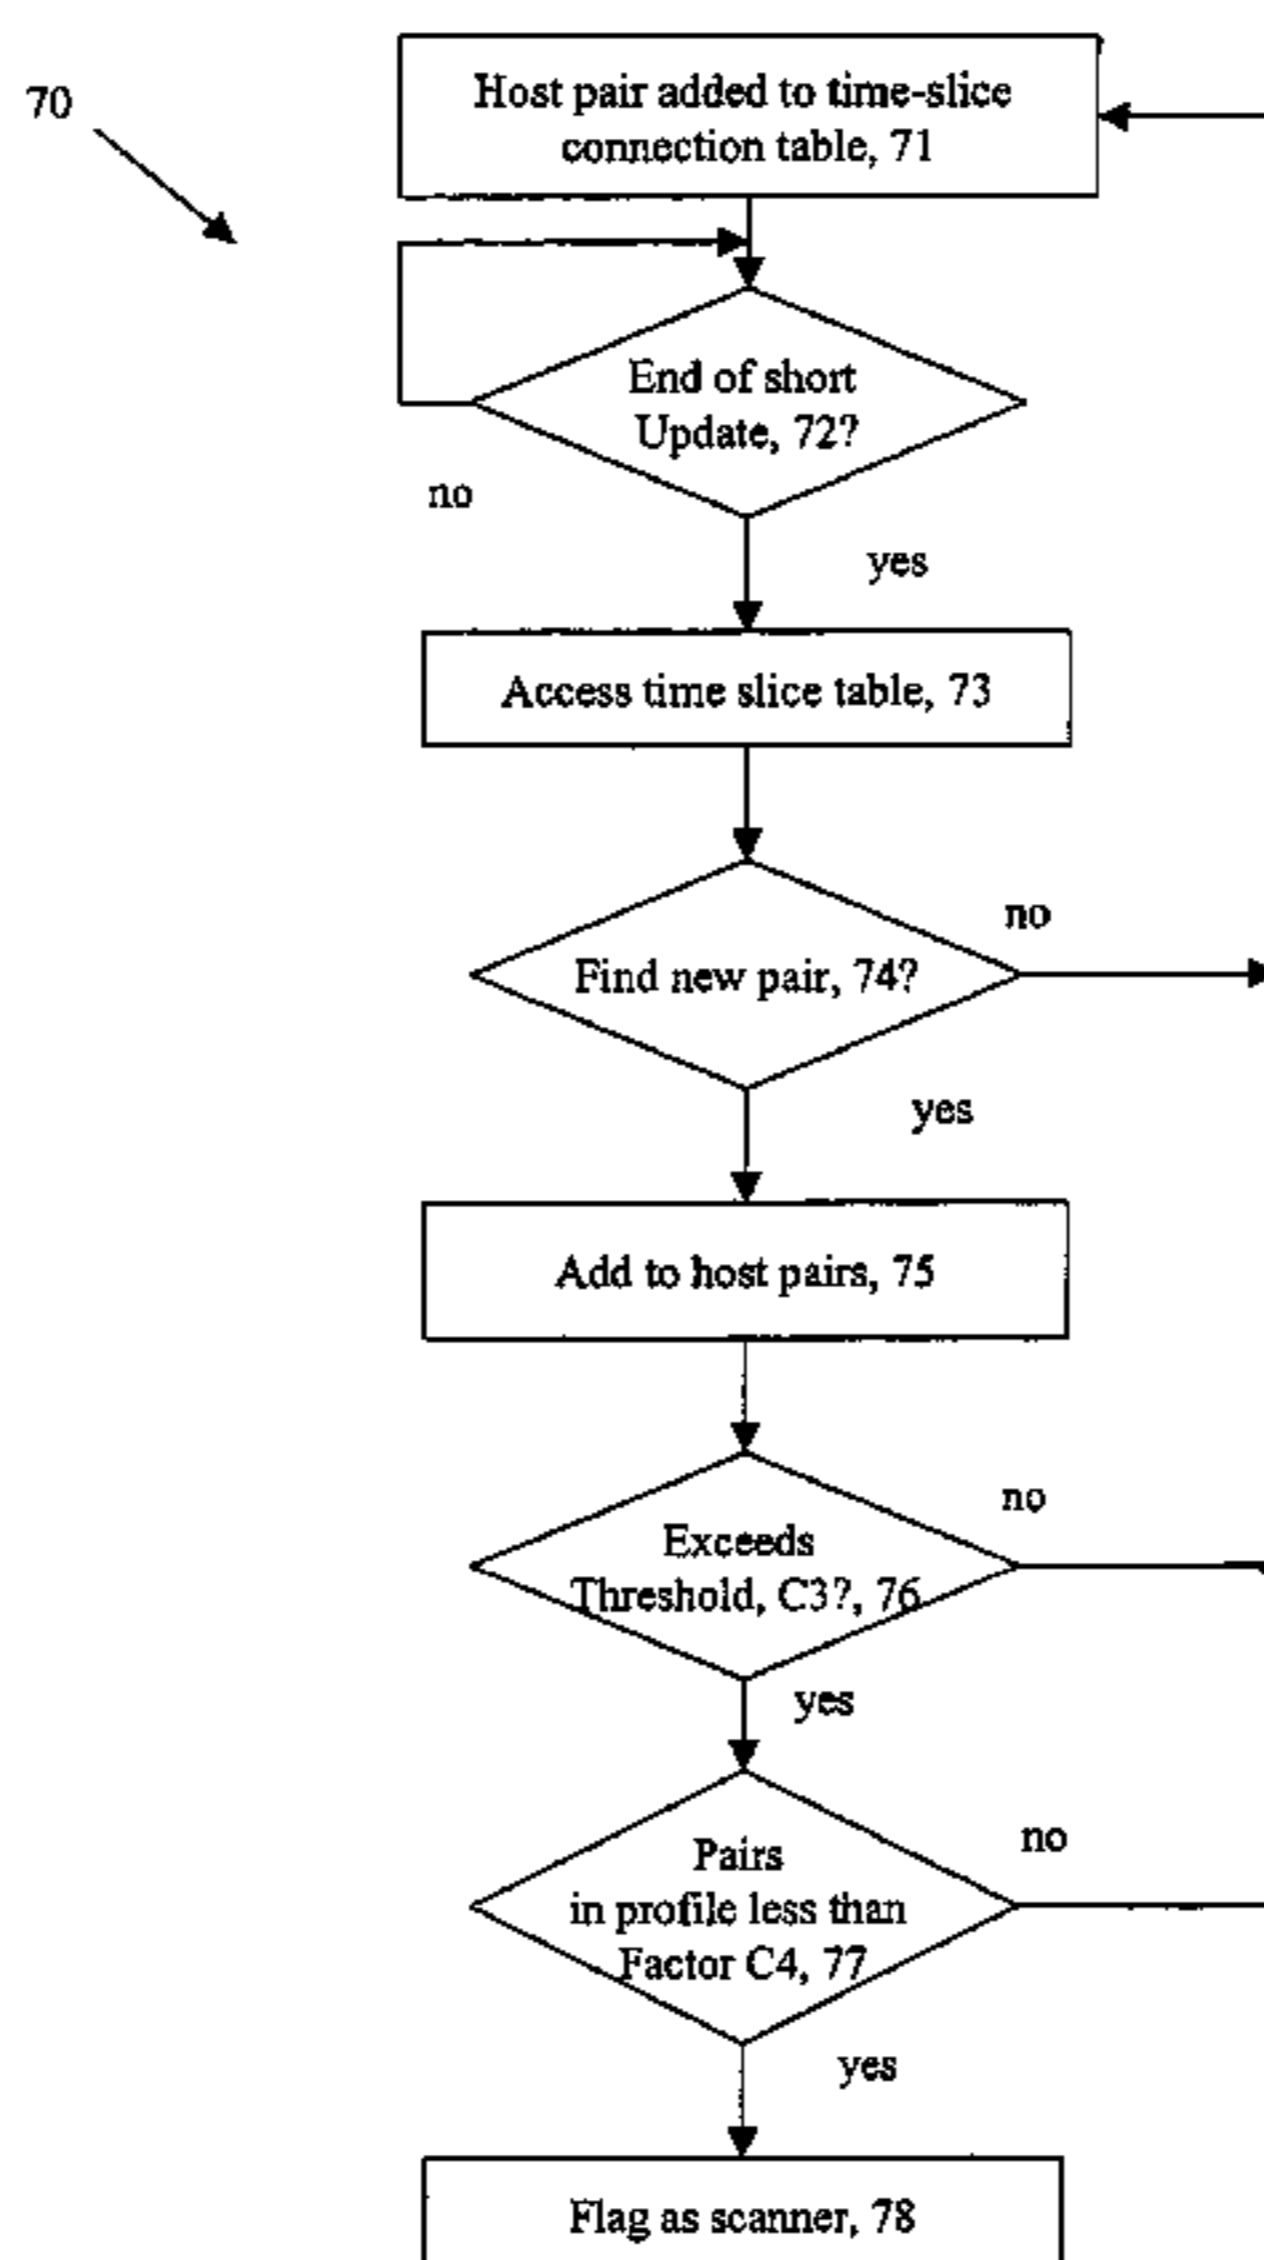 70
Host pair added to time-slice
connection table, 71
End of short
Update, 72?
no
yes
Access time slice table, 73
no
Find new pair, 74?
yes
Add to host pairs, 75
no
Exceeds
Threshold, C3?, 76
yes
no
Pairs
in profile less than
Factor C4, 77
yes
Flag as scanner, 78